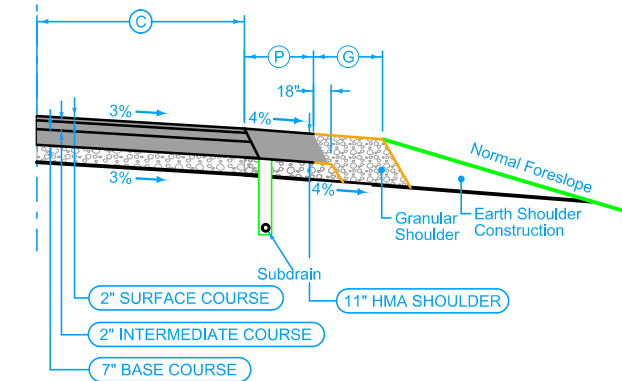 C
P
G
18"
3%
4%
Normal Foreslope
3%
4%
Granular
Shoulder
Earth Shoulder
Construction
Subdrain
2" SURFACE COURSE
11" HMA SHOULDER
2" INTERMEDIATE COURSE
7" BASE COURSE